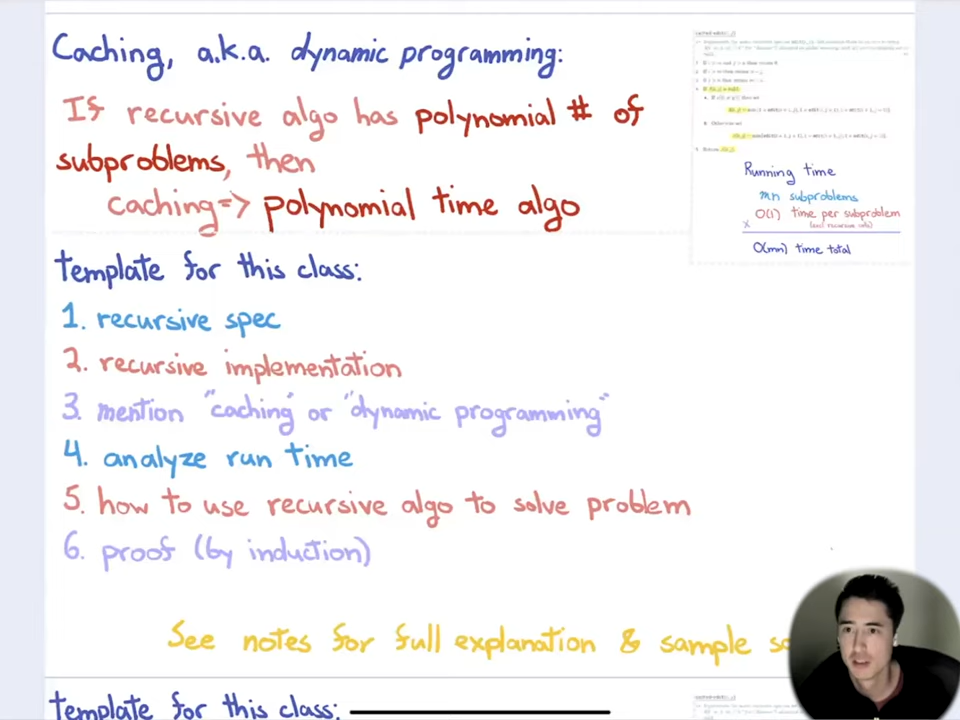 Caching, a.k.a. dynamic programming:
If recursive algo has polynomial # of
subproblems, then
caching => polynomial time algo
Running time
mn subproblems
O(1) time per subproblem
(excl recursive calls)
x
O(mn) time total
template for this class:
1. recursive spec
2. recursive implementation
3. mention "caching" or "dynamic programming"
4. analyze run time
5. how to use recursive algo to solve problem
6. proof (by induction)
See notes for full explanation & sample
template for this class: